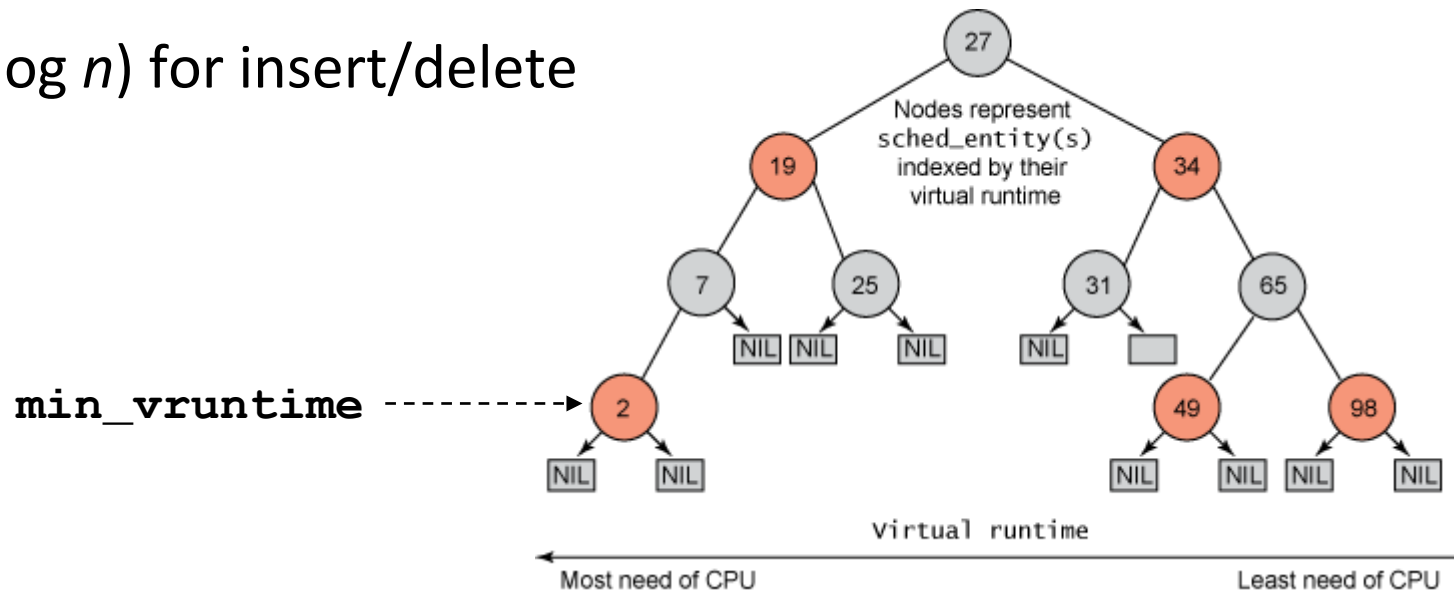 og n) for insert/delete
27
Nodes represent
sched_entity(s)
indexed by their
virtual runtime
19
34
7
25
31
65
NIL
NIL
NIL
NIL
min_vruntime
2
49
98
NIL
NIL
NIL
NIL
NIL
NIL
Virtual runtime
Most need of CPU
Least need of CPU